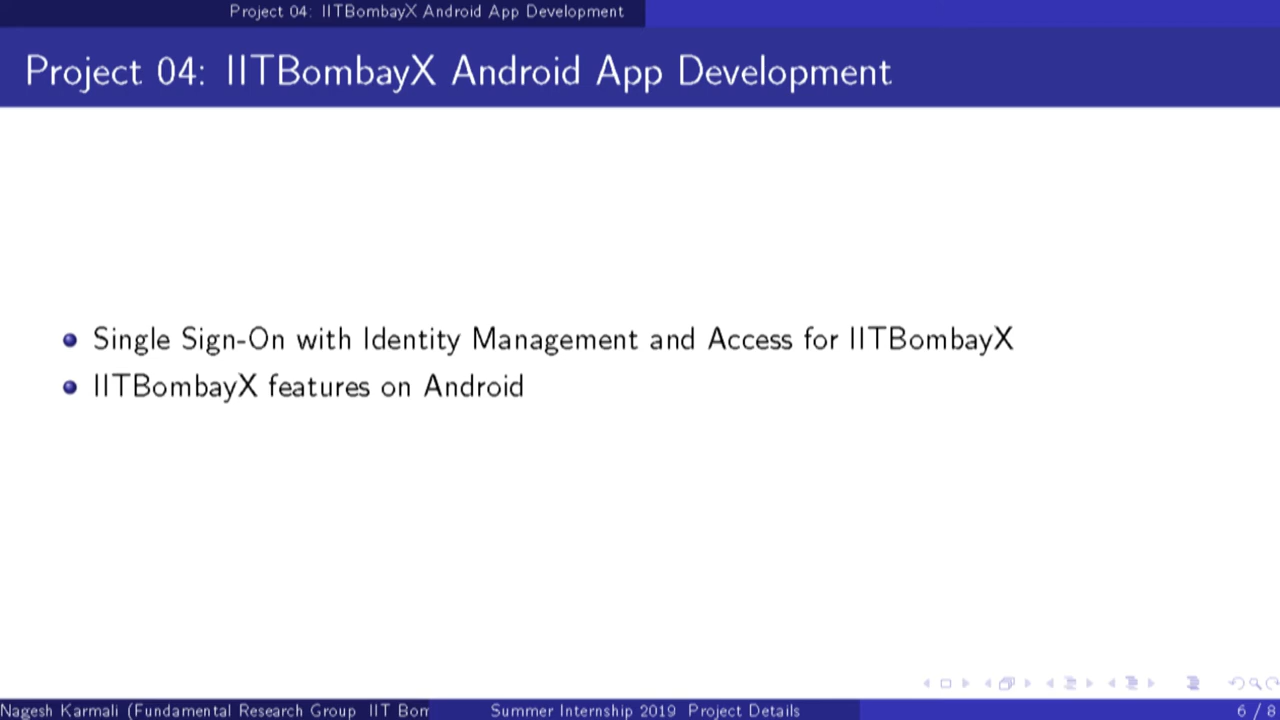 Project 04: IITBombayX Android App Development
Project 04: IITBombayX Android App Development
Single Sign-On with Identity Management and Access for IITBombayX
IITBombayX features on Android
Nagesh Karmali (Fundamental Research Group IIT Bom
Summer Internship 2019 Project Details
6 / 8